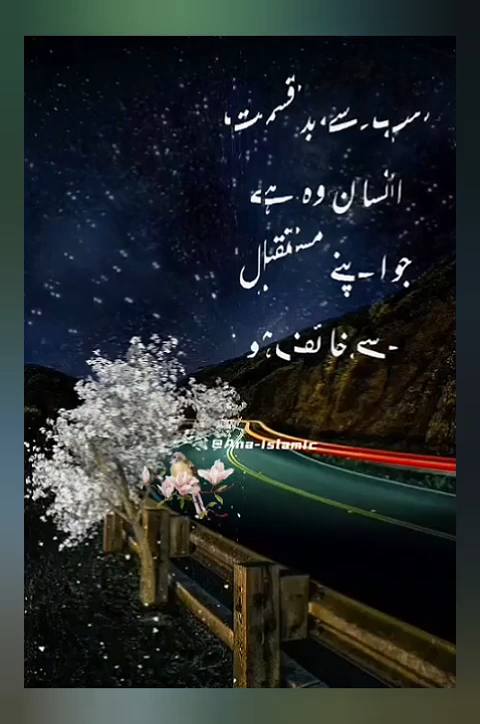 سب سے بد قسمت
انسان وہ ہے
جو اپنے مستقبل
سے خائف ہو
@Ana-Islamic